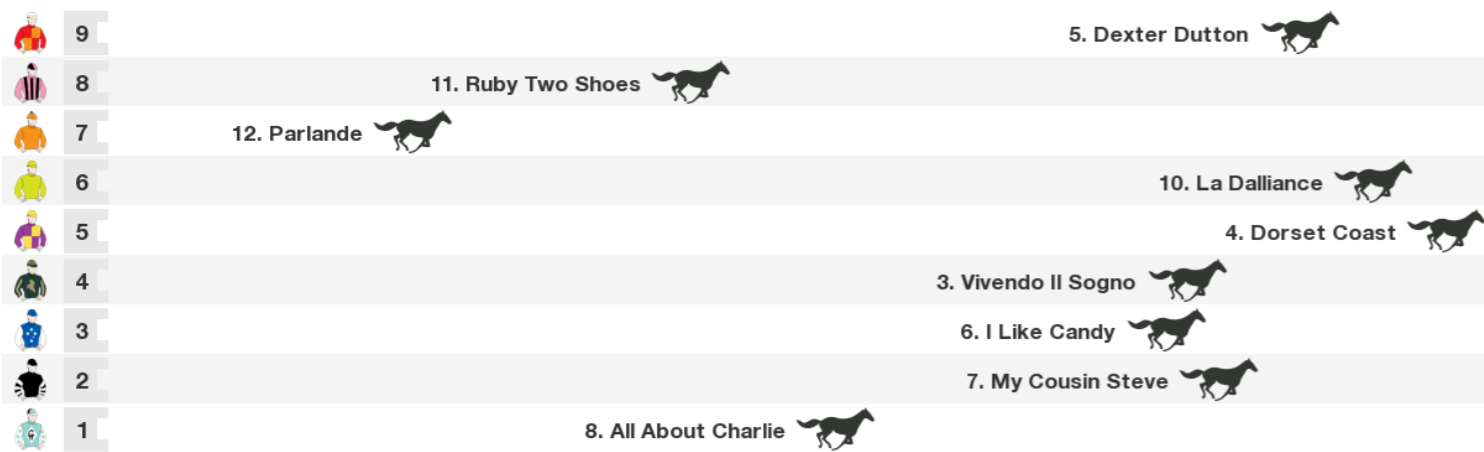 9 5. Dexter Dutton
8 11. Ruby Two Shoes
7 12. Parlande
6 10. La Dalliance
5 4. Dorset Coast
4 3. Vivendo Il Sogno
3 6. I Like Candy
2 7. My Cousin Steve
1 8. All About Charlie